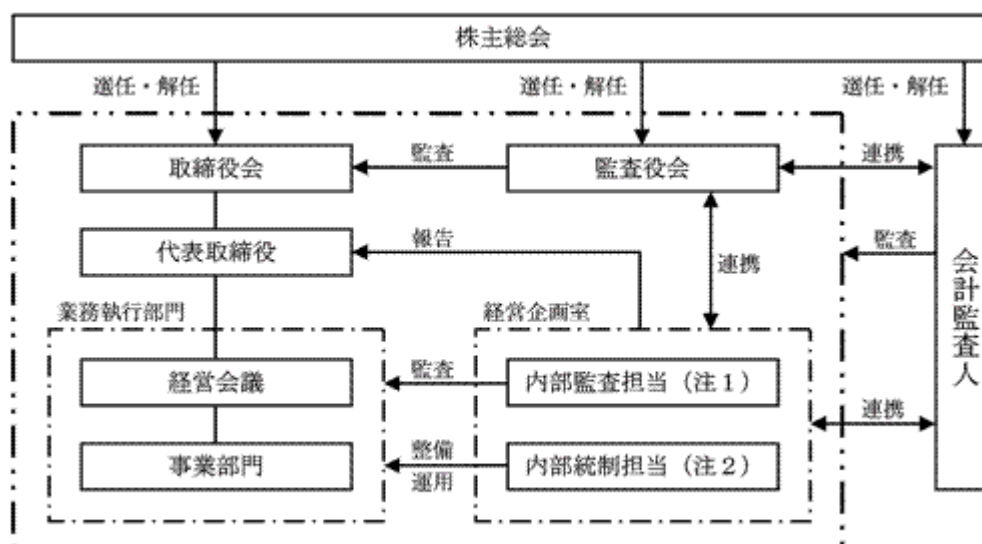 株主総会
選任・解任
選任・解任
選任・解任
取締役会
監査
監査役会
連携
代表取締役
報告
連携
監査
会計監査人
業務執行部門
経営企画室
経営会議
監査
内部監査担当（注１）
連携
事業部門
整備
運用
内部統制担当（注２）